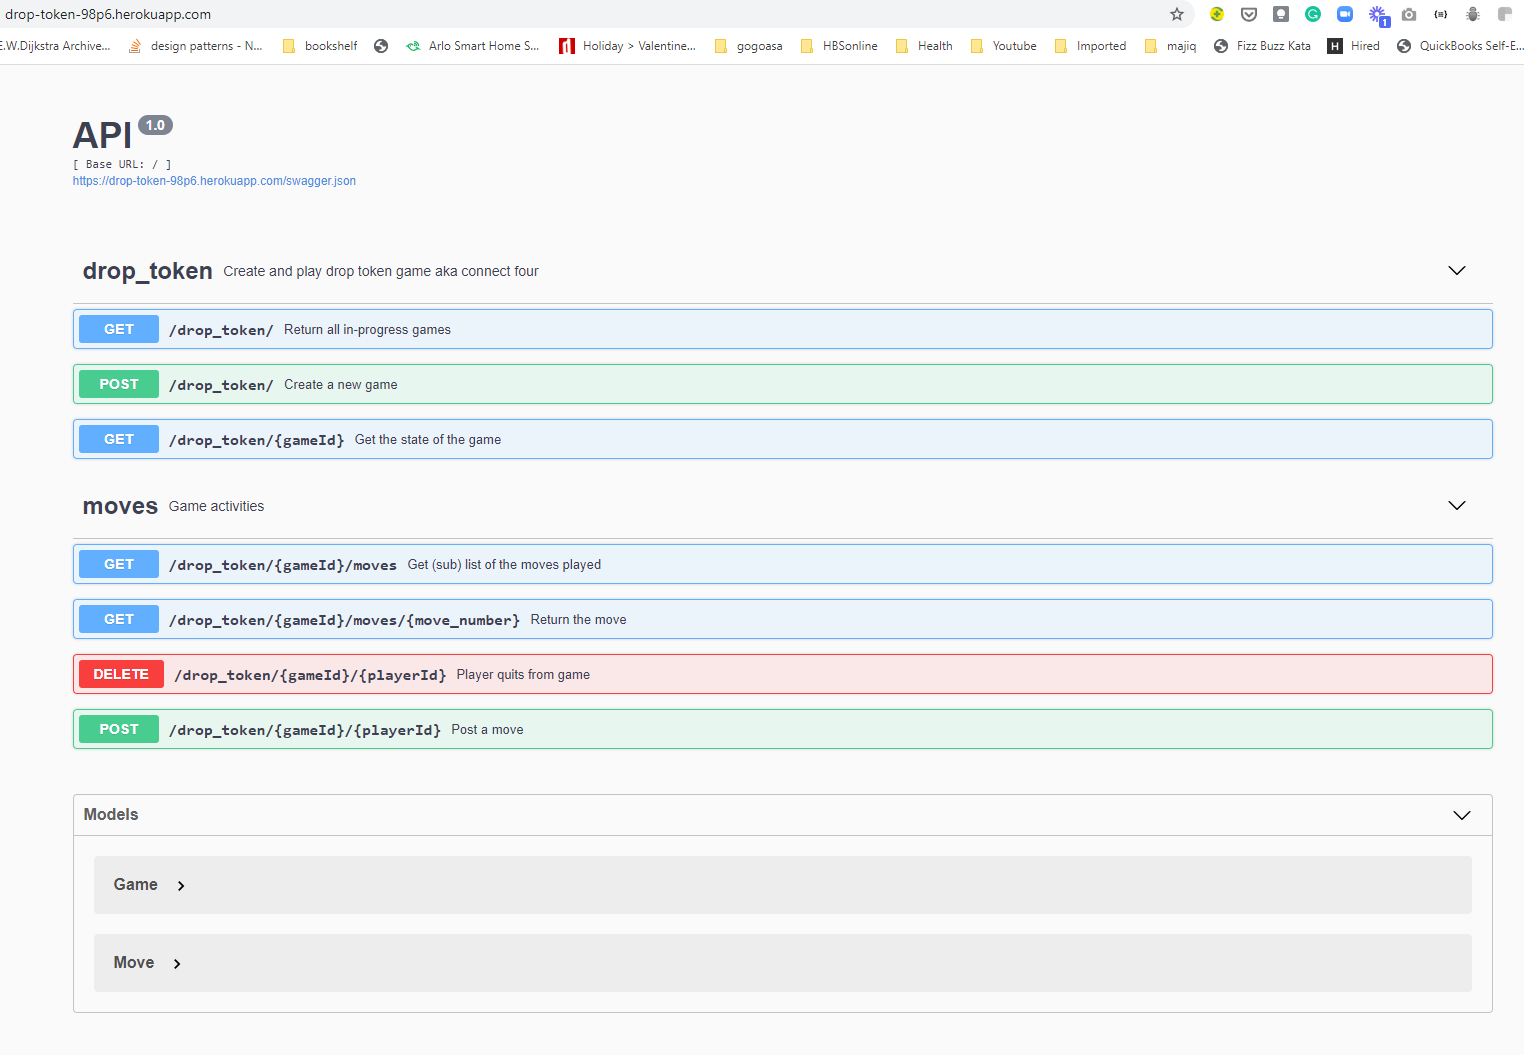 drop-token-98p6.herokuapp.com
E.W.Dijkstra Archive... design patterns - N... bookshelf Arlo Smart Home S... Holiday > Valentine... gogoasa HBSonline Health Youtube Imported majiq Fizz Buzz Kata H Hired QuickBooks Self-E...
1
API 1.0
[ Base URL: / ]
https://drop-token-98p6.herokuapp.com/swagger.json
drop_token Create and play drop token game aka connect four
GET /drop_token/ Return all in-progress games
POST /drop_token/ Create a new game
GET /drop_token/{gameId} Get the state of the game
moves Game activities
GET /drop_token/{gameId}/moves Get (sub) list of the moves played
GET /drop_token/{gameId}/moves/{move_number} Return the move
DELETE /drop_token/{gameId}/{playerId} Player quits from game
POST /drop_token/{gameId}/{playerId} Post a move
Models
Game
Move